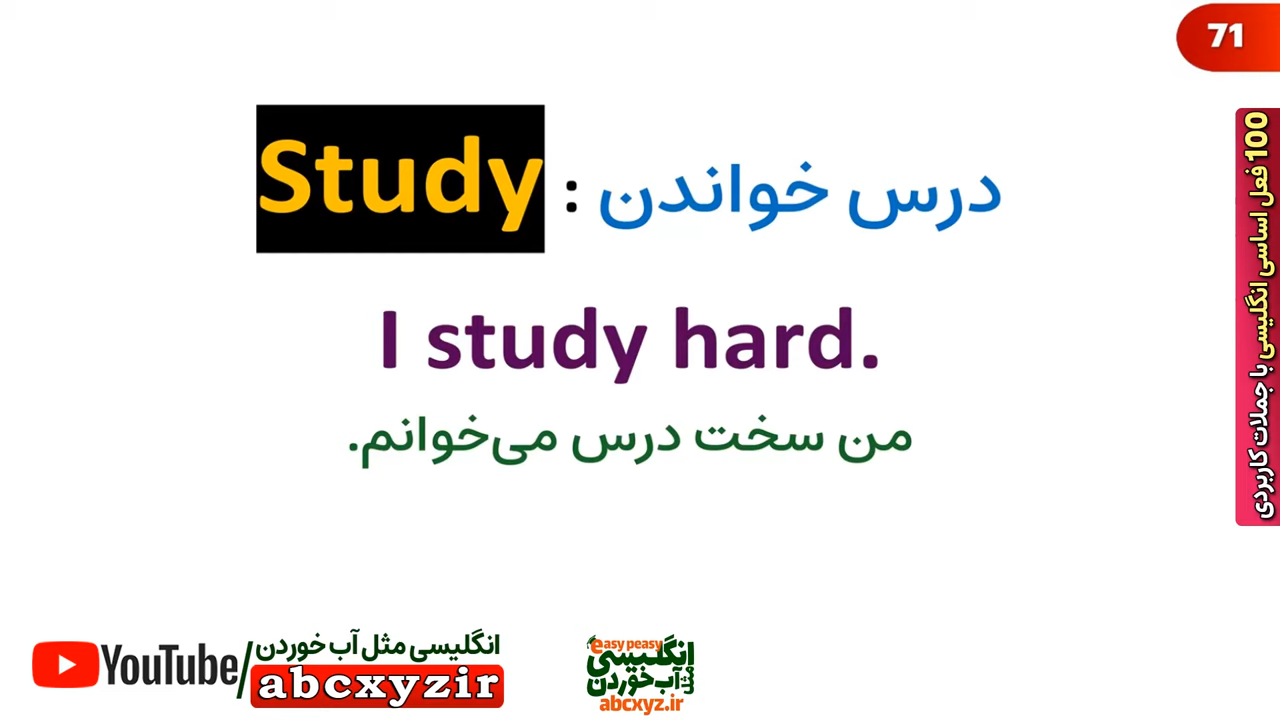 71
Study : درس خواندن
I study hard.
من سخت درس می‌خوانم.
100 فعل اساسی انگلیسی با جملات کاربردی
YouTube/
انگلیسی مثل آب خوردن
abcxyzir
easy peasy
انگلیسی
مثل آب خوردن
abcxyz.ir